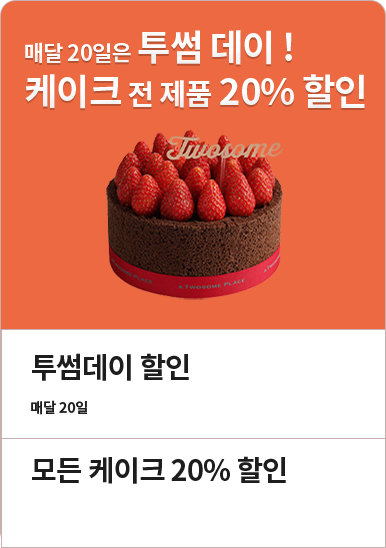 매달 20일은 투썸 데이 !
케이크 전 제품 20% 할인
Twosome
A TWOSOME PLACE
투썸데이 할인
매달 20일
모든 케이크 20% 할인